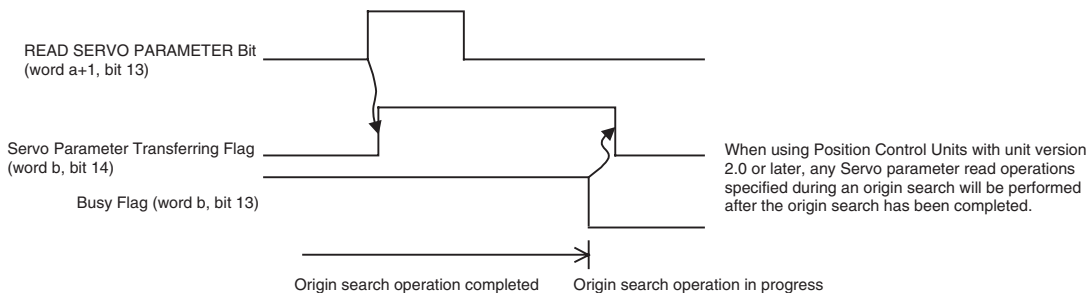 READ SERVO PARAMETER Bit
(word a+1, bit 13)
Servo Parameter Transferring Flag
(word b, bit 14)
Busy Flag (word b, bit 13)
When using Position Control Units with unit version
2.0 or later, any Servo parameter read operations
specified during an origin search will be performed
after the origin search has been completed.
Origin search operation completed
Origin search operation in progress